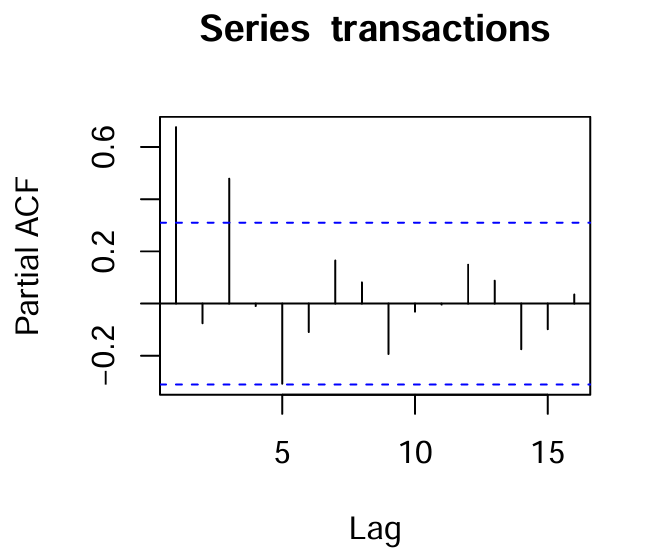 Series transactions
Partial ACF
0.6
0.2
−0.2
5 10 15
Lag